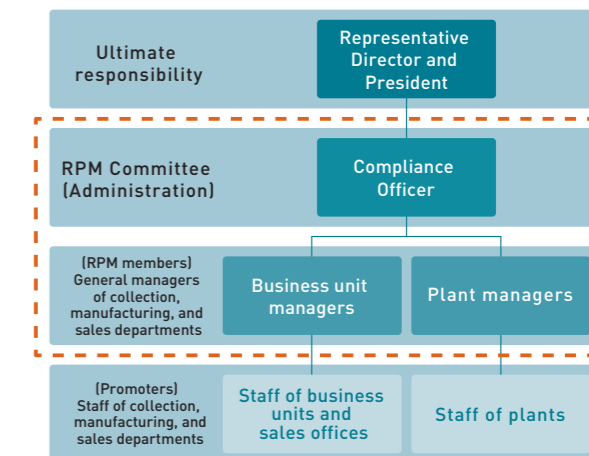 Ultimate
responsibility
Representative
Director and
President
RPM Committee
(Administration)
Compliance
Officer
(RPM members)
General managers
of collection,
manufacturing, and
sales departments
Business unit
managers
Plant managers
(Promoters)
Staff of collection,
manufacturing, and
sales departments
Staff of business
units and
sales offices
Staff of plants